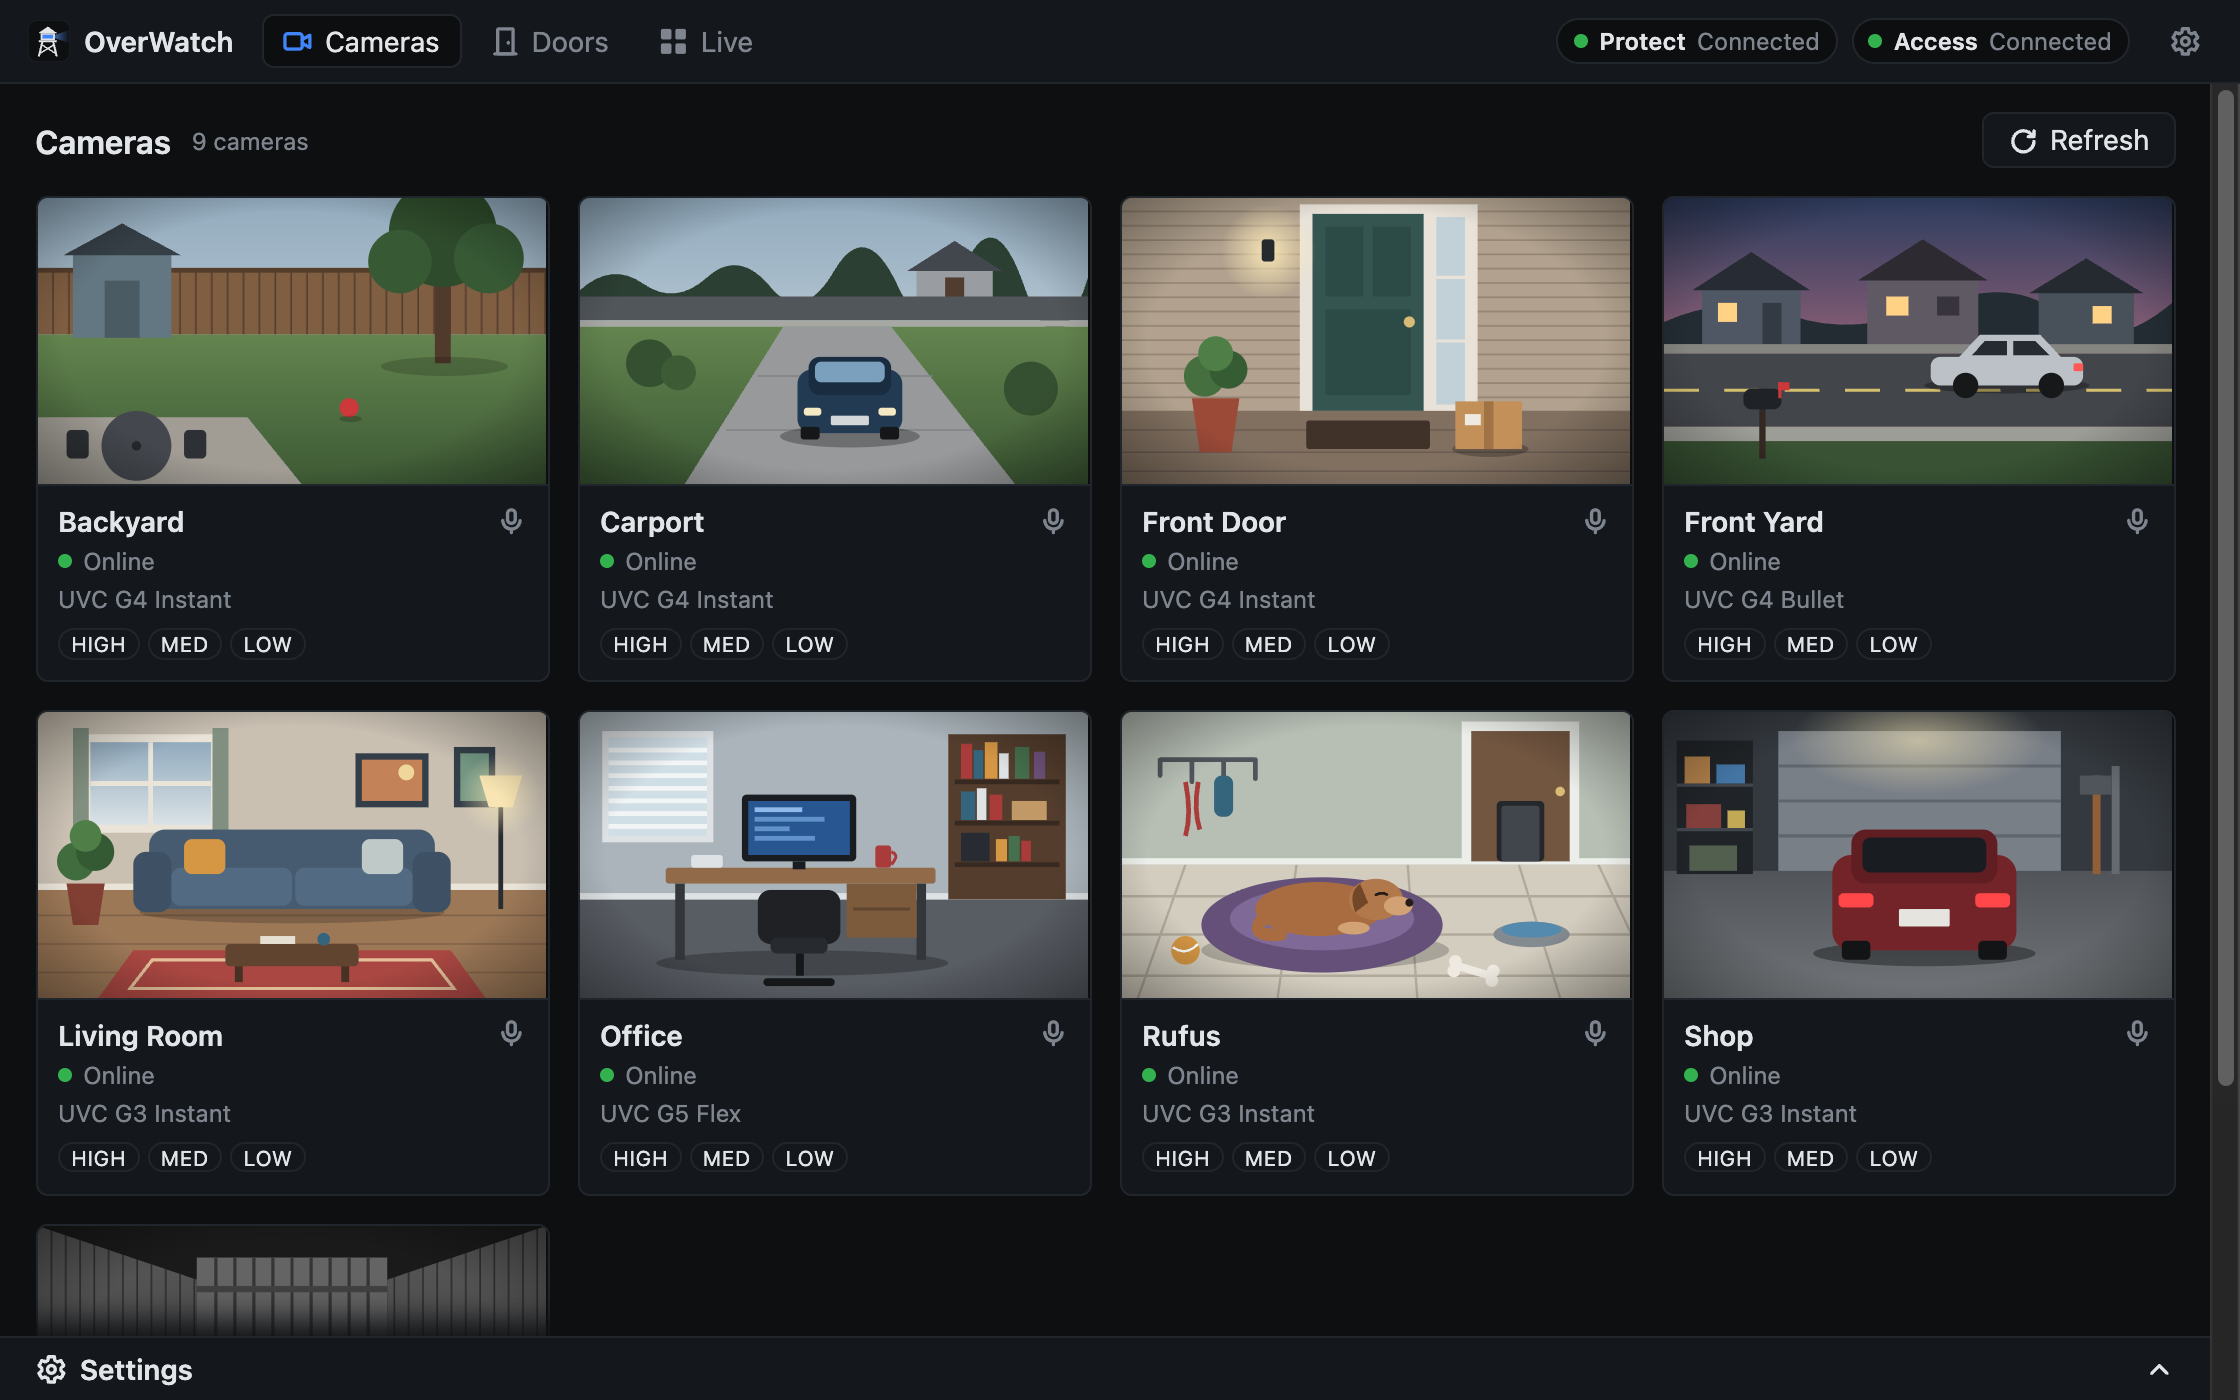 OverWatch Cameras Doors Live Protect Connected Access Connected
Cameras 9 cameras Refresh
Backyard
Online
UVC G4 Instant
HIGH MED LOW
Carport
Online
UVC G4 Instant
HIGH MED LOW
Front Door
Online
UVC G4 Instant
HIGH MED LOW
Front Yard
Online
UVC G4 Bullet
HIGH MED LOW
Living Room
Online
UVC G3 Instant
HIGH MED LOW
Office
Online
UVC G5 Flex
HIGH MED LOW
Rufus
Online
UVC G3 Instant
HIGH MED LOW
Shop
Online
UVC G3 Instant
HIGH MED LOW
Settings